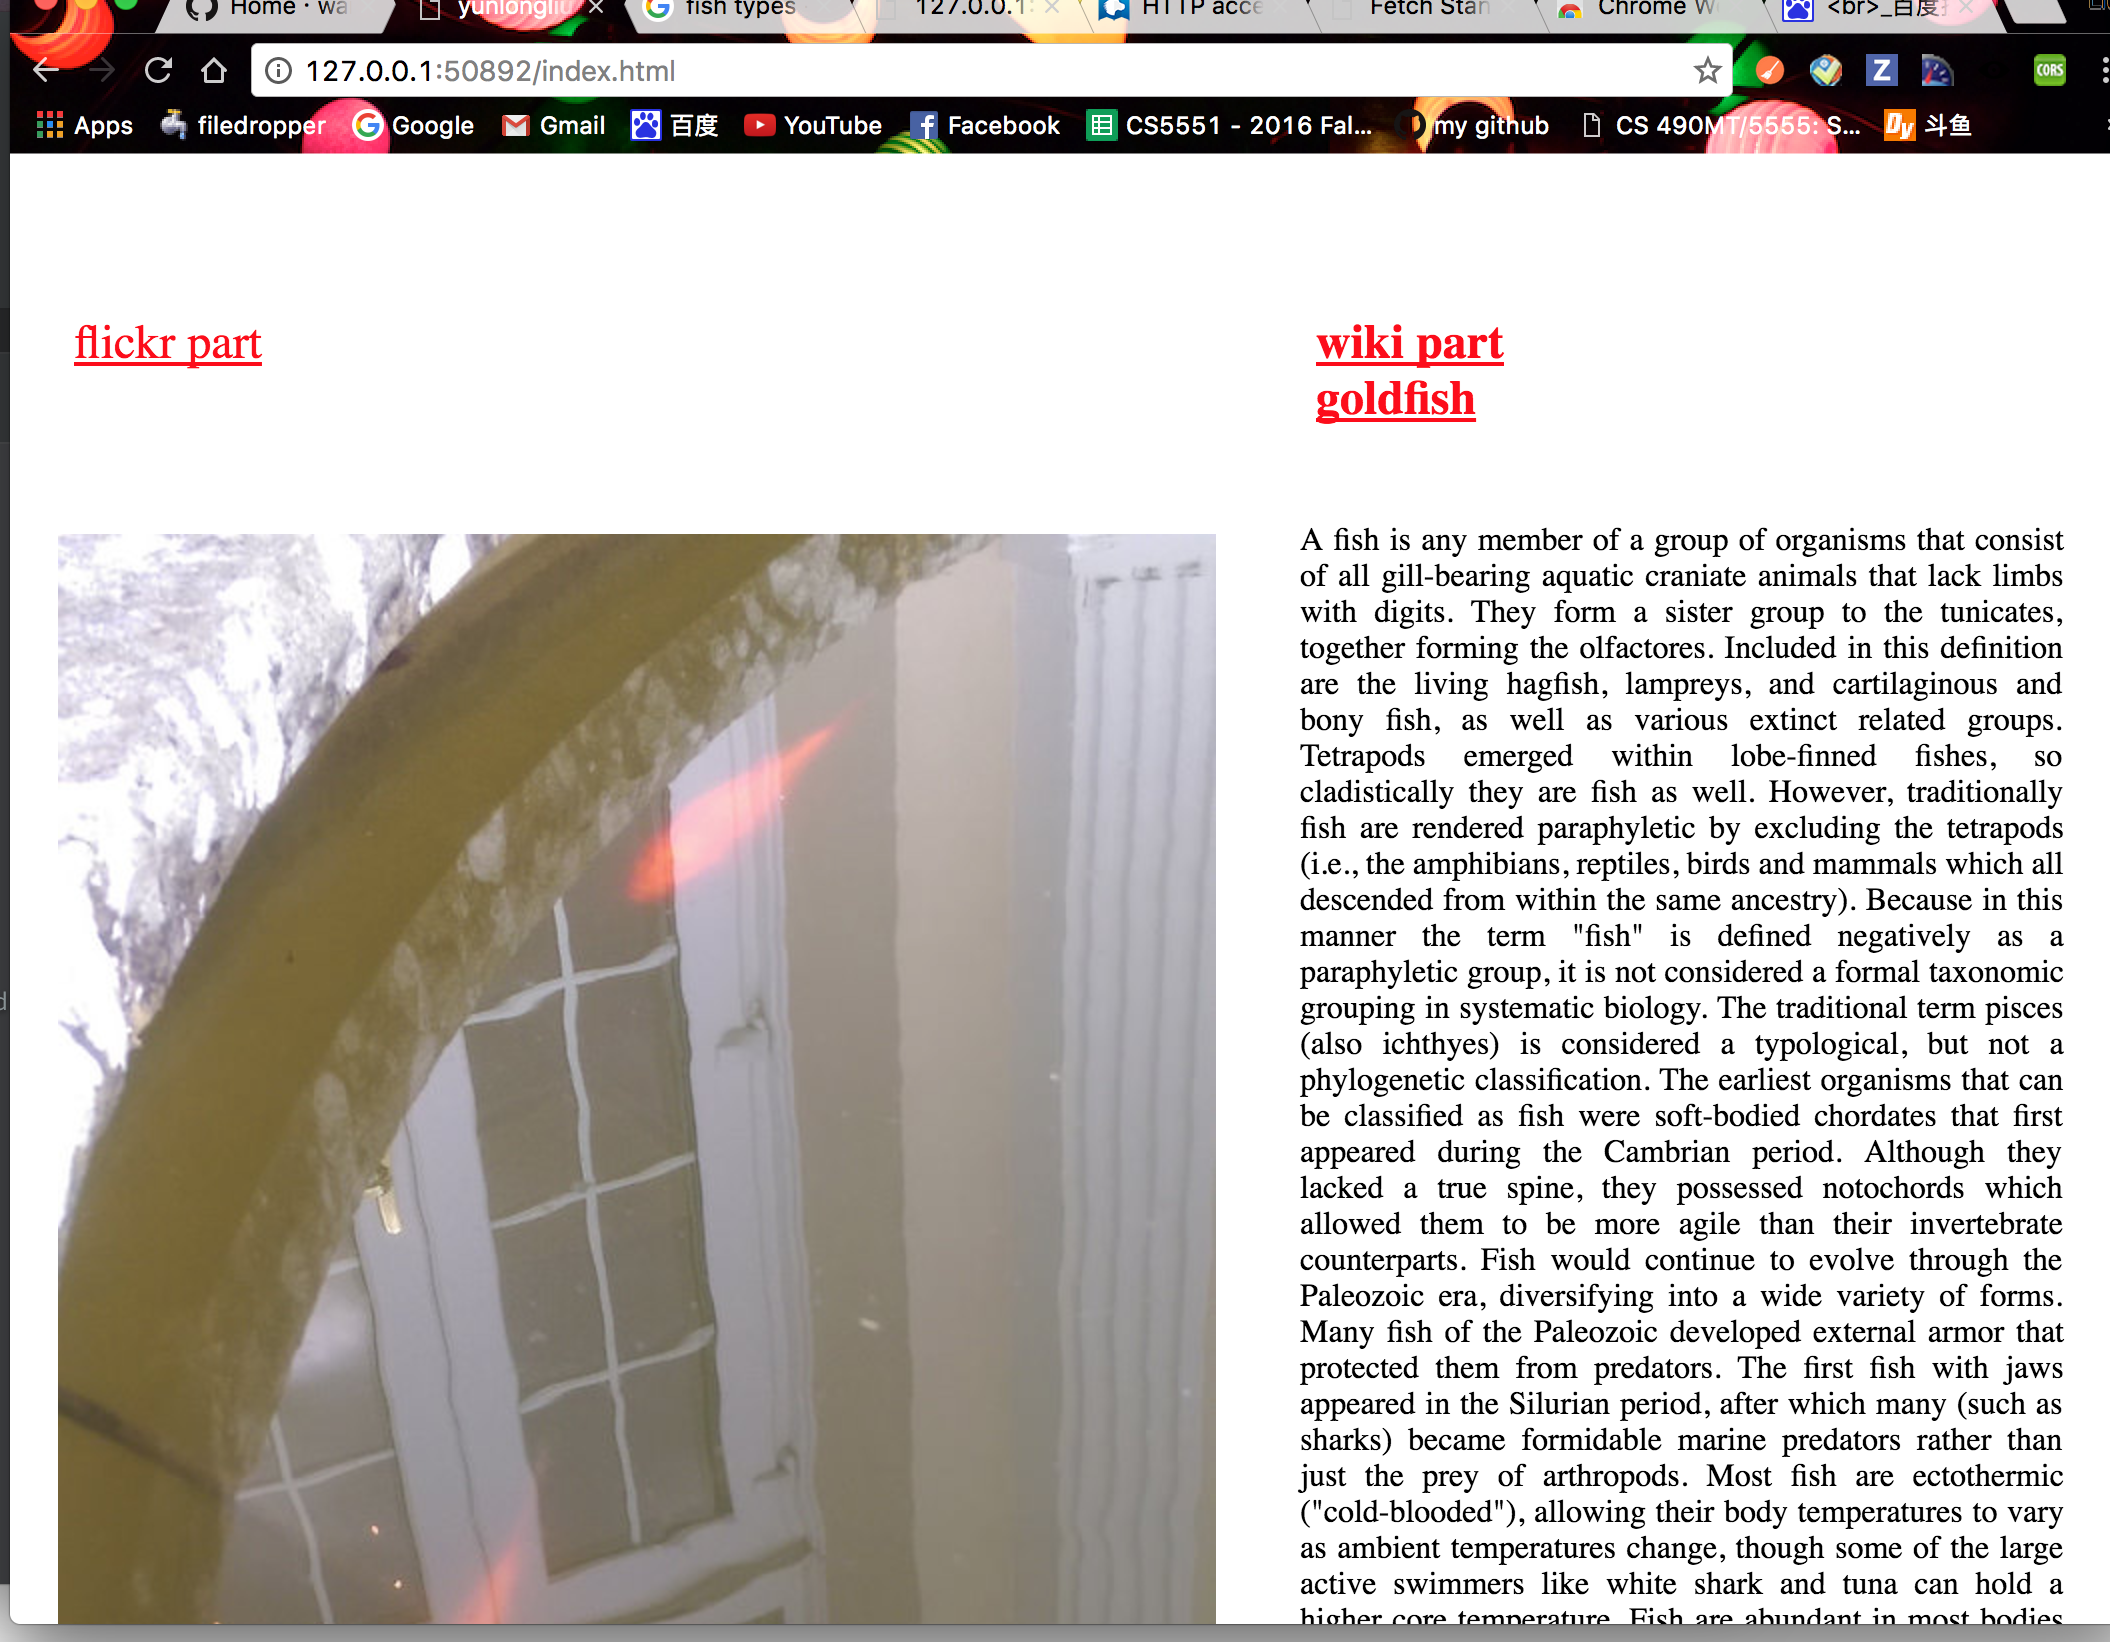 Home · wa
yunlongliu
fish types
127.0.0.1:
HTTP acce
Fetch Stan
Chrome W
<br>_百度
127.0.0.1:50892/index.html
CORS
Apps
filedropper
Google
Gmail
百度
YouTube
Facebook
CS5551 - 2016 Fal...
my github
CS 490MT/5555: S...
Dy 斗鱼
flickr part
wiki part
goldfish
A fish is any member of a group of organisms that consist
of all gill-bearing aquatic craniate animals that lack limbs
with digits. They form a sister group to the tunicates,
together forming the olfactores. Included in this definition
are the living hagfish, lampreys, and cartilaginous and
bony fish, as well as various extinct related groups.
Tetrapods emerged within lobe-finned fishes, so
cladistically they are fish as well. However, traditionally
fish are rendered paraphyletic by excluding the tetrapods
(i.e., the amphibians, reptiles, birds and mammals which all
descended from within the same ancestry). Because in this
manner the term "fish" is defined negatively as a
paraphyletic group, it is not considered a formal taxonomic
grouping in systematic biology. The traditional term pisces
(also ichthyes) is considered a typological, but not a
phylogenetic classification. The earliest organisms that can
be classified as fish were soft-bodied chordates that first
appeared during the Cambrian period. Although they
lacked a true spine, they possessed notochords which
allowed them to be more agile than their invertebrate
counterparts. Fish would continue to evolve through the
Paleozoic era, diversifying into a wide variety of forms.
Many fish of the Paleozoic developed external armor that
protected them from predators. The first fish with jaws
appeared in the Silurian period, after which many (such as
sharks) became formidable marine predators rather than
just the prey of arthropods. Most fish are ectothermic
("cold-blooded"), allowing their body temperatures to vary
as ambient temperatures change, though some of the large
active swimmers like white shark and tuna can hold a
higher core temperature. Fish are abundant in most bodies